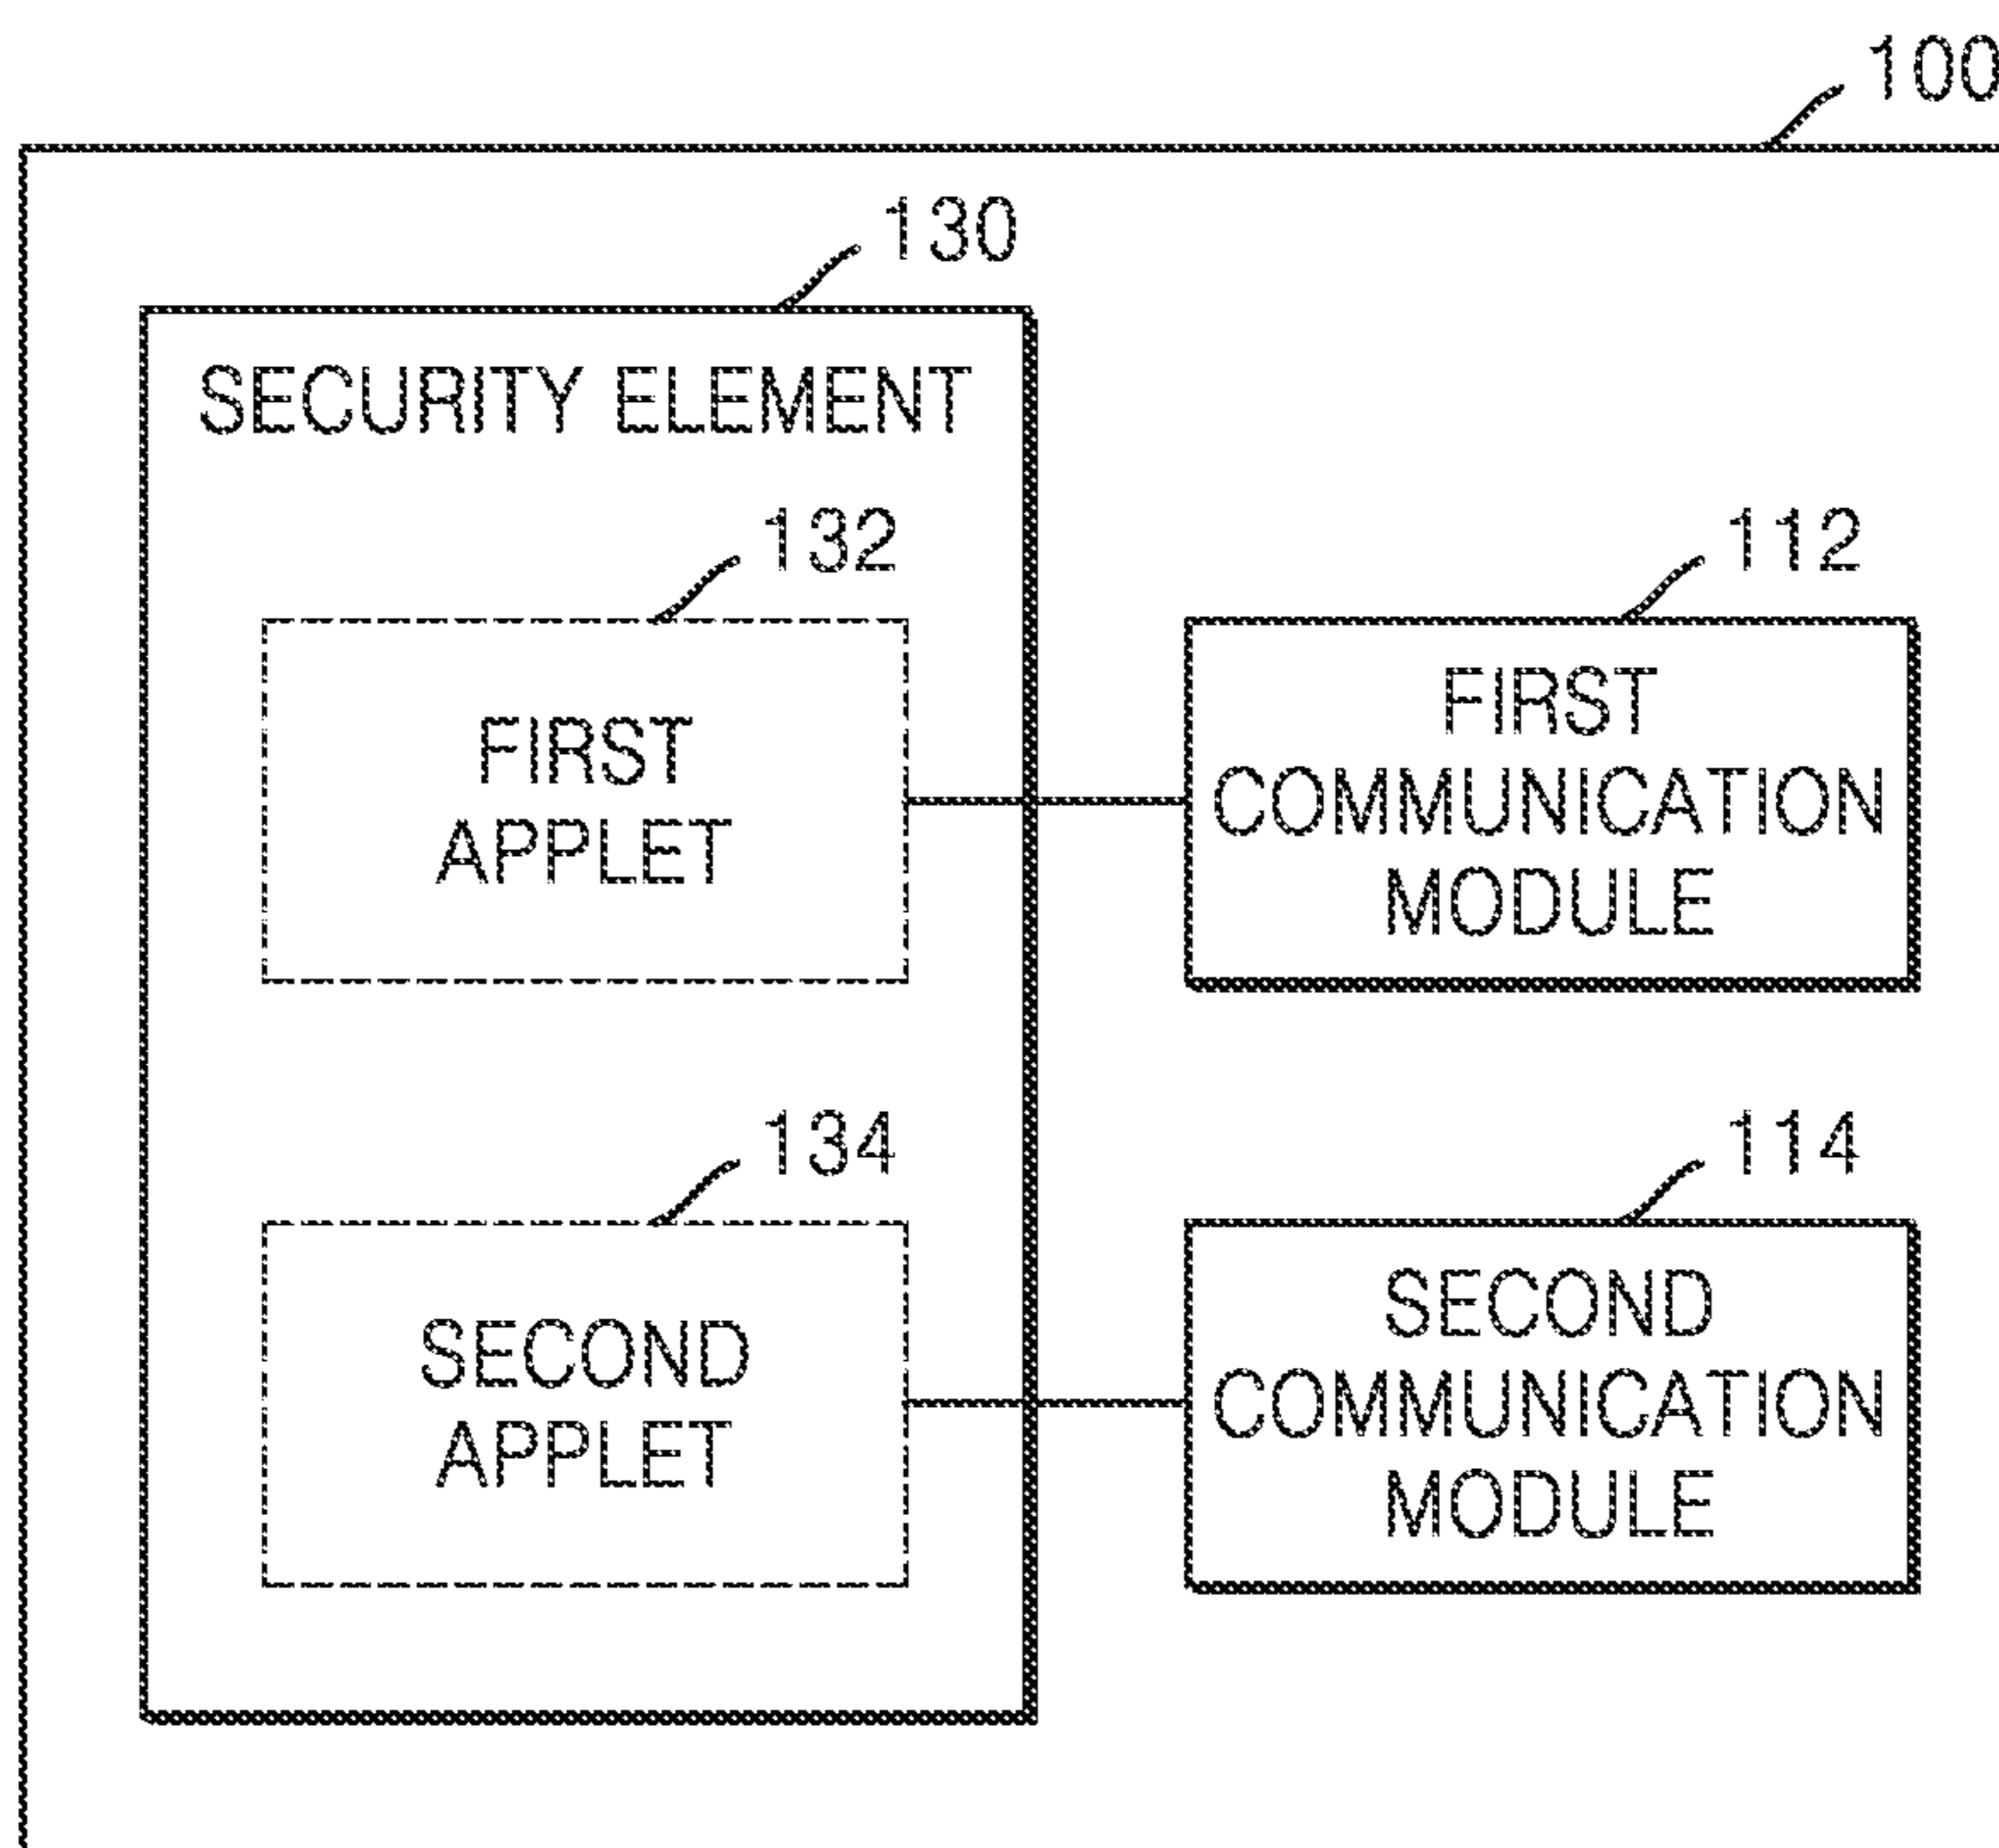 100
130
SECURITY ELEMENT
132
FIRST
APPLET
112
FIRST
COMMUNICATION
MODULE
134
SECOND
APPLET
114
SECOND
COMMUNICATION
MODULE